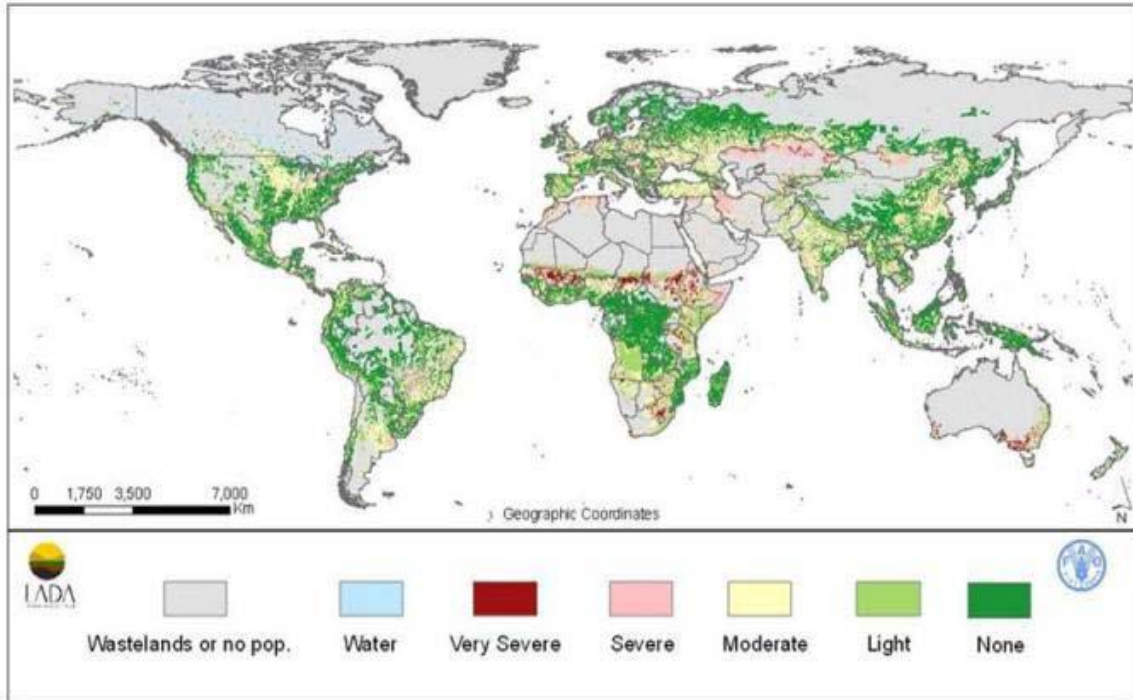 0 1,750 3,500 7,000
Km
Geographic Coordinates
N
LADA
FAO
Wastelands or no pop.
Water
Very Severe
Severe
Moderate
Light
None